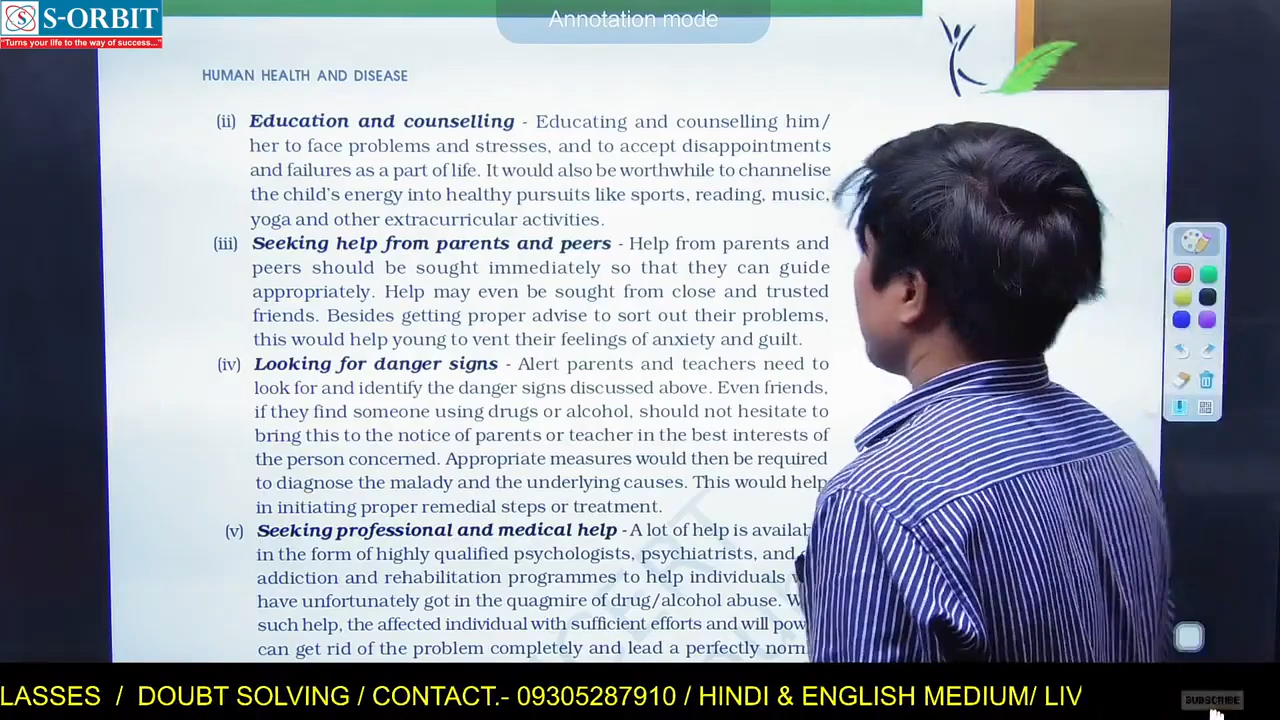 S-ORBIT
"Turns your life to the way of success..."
Annotation mode
HUMAN HEALTH AND DISEASE
(ii) Education and counselling - Educating and counselling him/
her to face problems and stresses, and to accept disappointments
and failures as a part of life. It would also be worthwhile to channelise
the child's energy into healthy pursuits like sports, reading, music,
yoga and other extracurricular activities.
(iii) Seeking help from parents and peers - Help from parents and
peers should be sought immediately so that they can guide
appropriately. Help may even be sought from close and trusted
friends. Besides getting proper advise to sort out their problems,
this would help young to vent their feelings of anxiety and guilt.
(iv) Looking for danger signs - Alert parents and teachers need to
look for and identify the danger signs discussed above. Even friends,
if they find someone using drugs or alcohol, should not hesitate to
bring this to the notice of parents or teacher in the best interests of
the person concerned. Appropriate measures would then be required
to diagnose the malady and the underlying causes. This would help
in initiating proper remedial steps or treatment.
(v) Seeking professional and medical help - A lot of help is availab
in the form of highly qualified psychologists, psychiatrists, and
addiction and rehabilitation programmes to help individuals
have unfortunately got in the quagmire of drug/alcohol abuse. W
such help, the affected individual with sufficient efforts and will pow
can get rid of the problem completely and lead a perfectly norm
LASSES / DOUBT SOLVING / CONTACT.- 09305287910 / HINDI & ENGLISH MEDIUM/ LIV
SUBSCRIBE